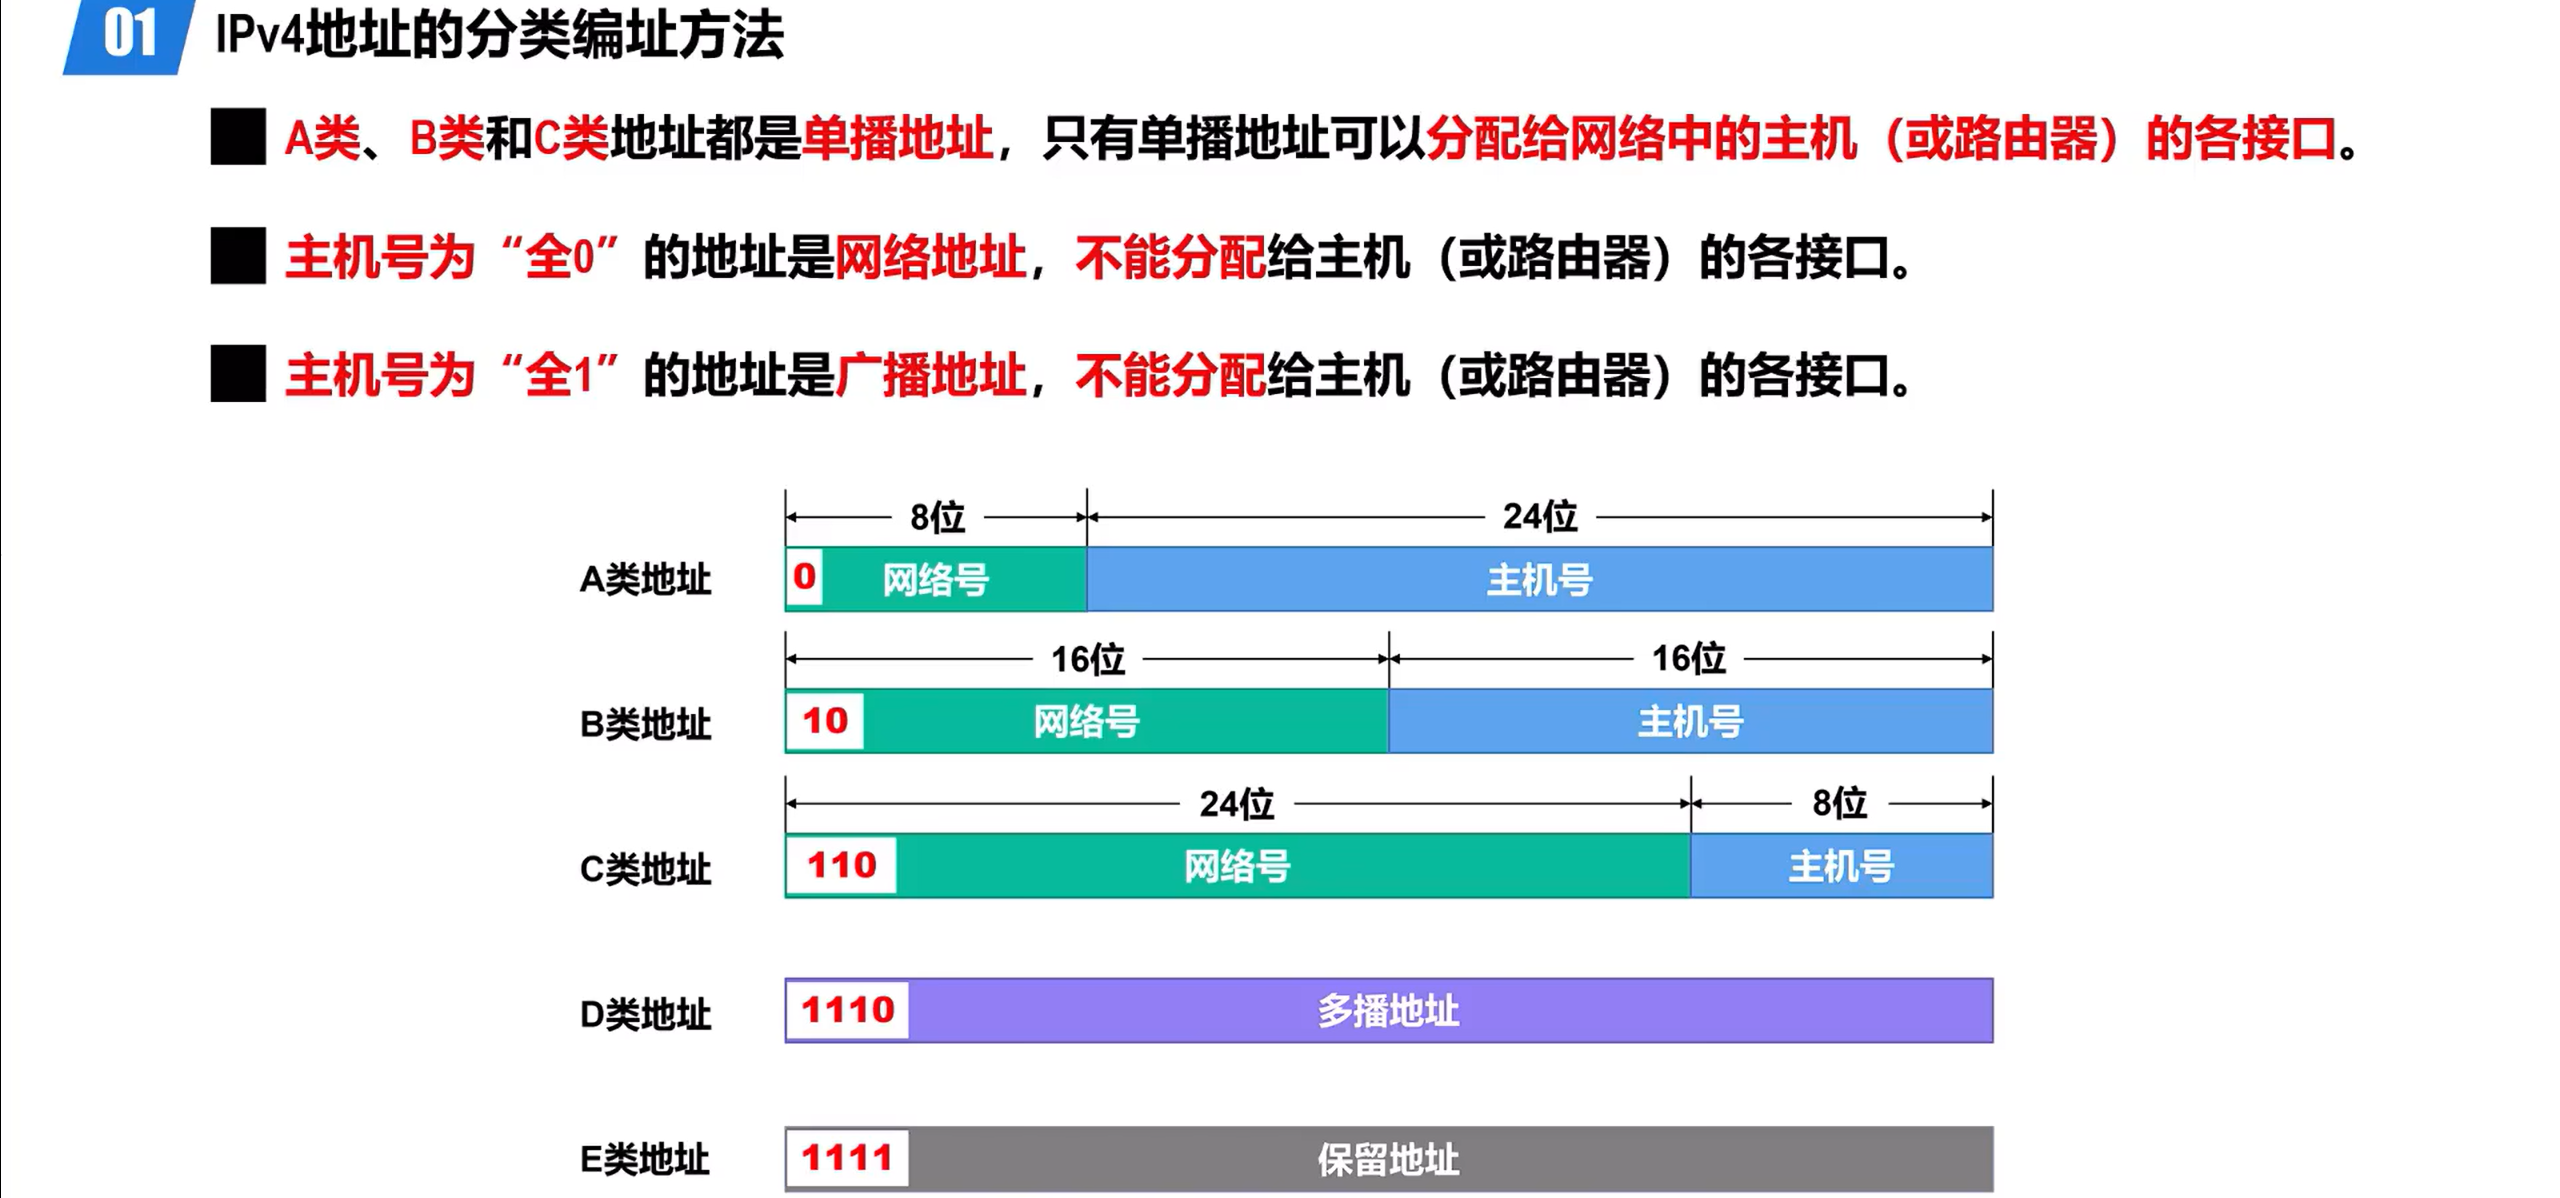 01 IPv4地址的分类编址方法
A类、B类和C类地址都是单播地址，只有单播地址可以分配给网络中的主机（或路由器）的各接口。
主机号为“全0”的地址是网络地址，不能分配给主机（或路由器）的各接口。
主机号为“全1”的地址是广播地址，不能分配给主机（或路由器）的各接口。
8位 24位
A类地址 0 网络号 主机号
16位 16位
B类地址 10 网络号 主机号
24位 8位
C类地址 110 网络号 主机号
D类地址 1110 多播地址
E类地址 1111 保留地址